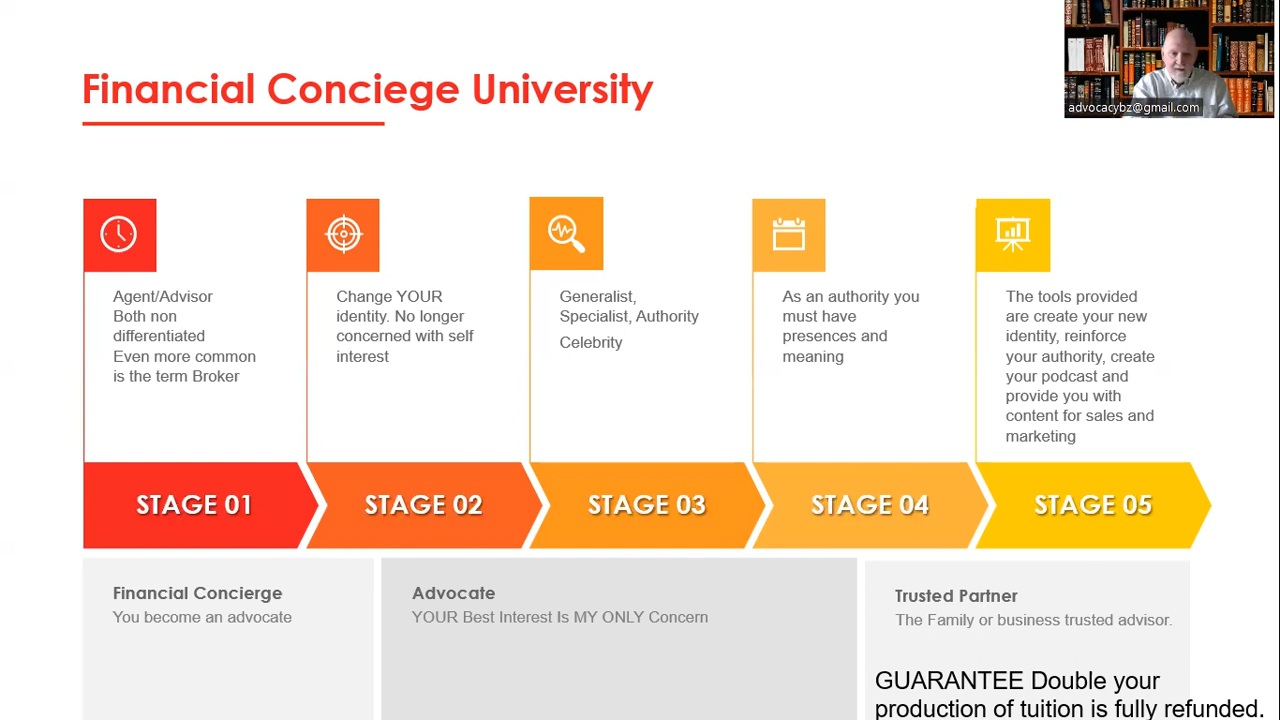 Financial Conciege University
advocacybz@gmail.com
Agent/Advisor
Both non
differentiated
Even more common
is the term Broker
Change YOUR
identity. No longer
concerned with self
interest
Generalist,
Specialist, Authority
Celebrity
As an authority you
must have
presences and
meaning
The tools provided
are create your new
identity, reinforce
your authority, create
your podcast and
provide you with
content for sales and
marketing
STAGE 01
STAGE 02
STAGE 03
STAGE 04
STAGE 05
Financial Concierge
You become an advocate
Advocate
YOUR Best Interest Is MY ONLY Concern
Trusted Partner
The Family or business trusted advisor.
GUARANTEE Double your
production of tuition is fully refunded.